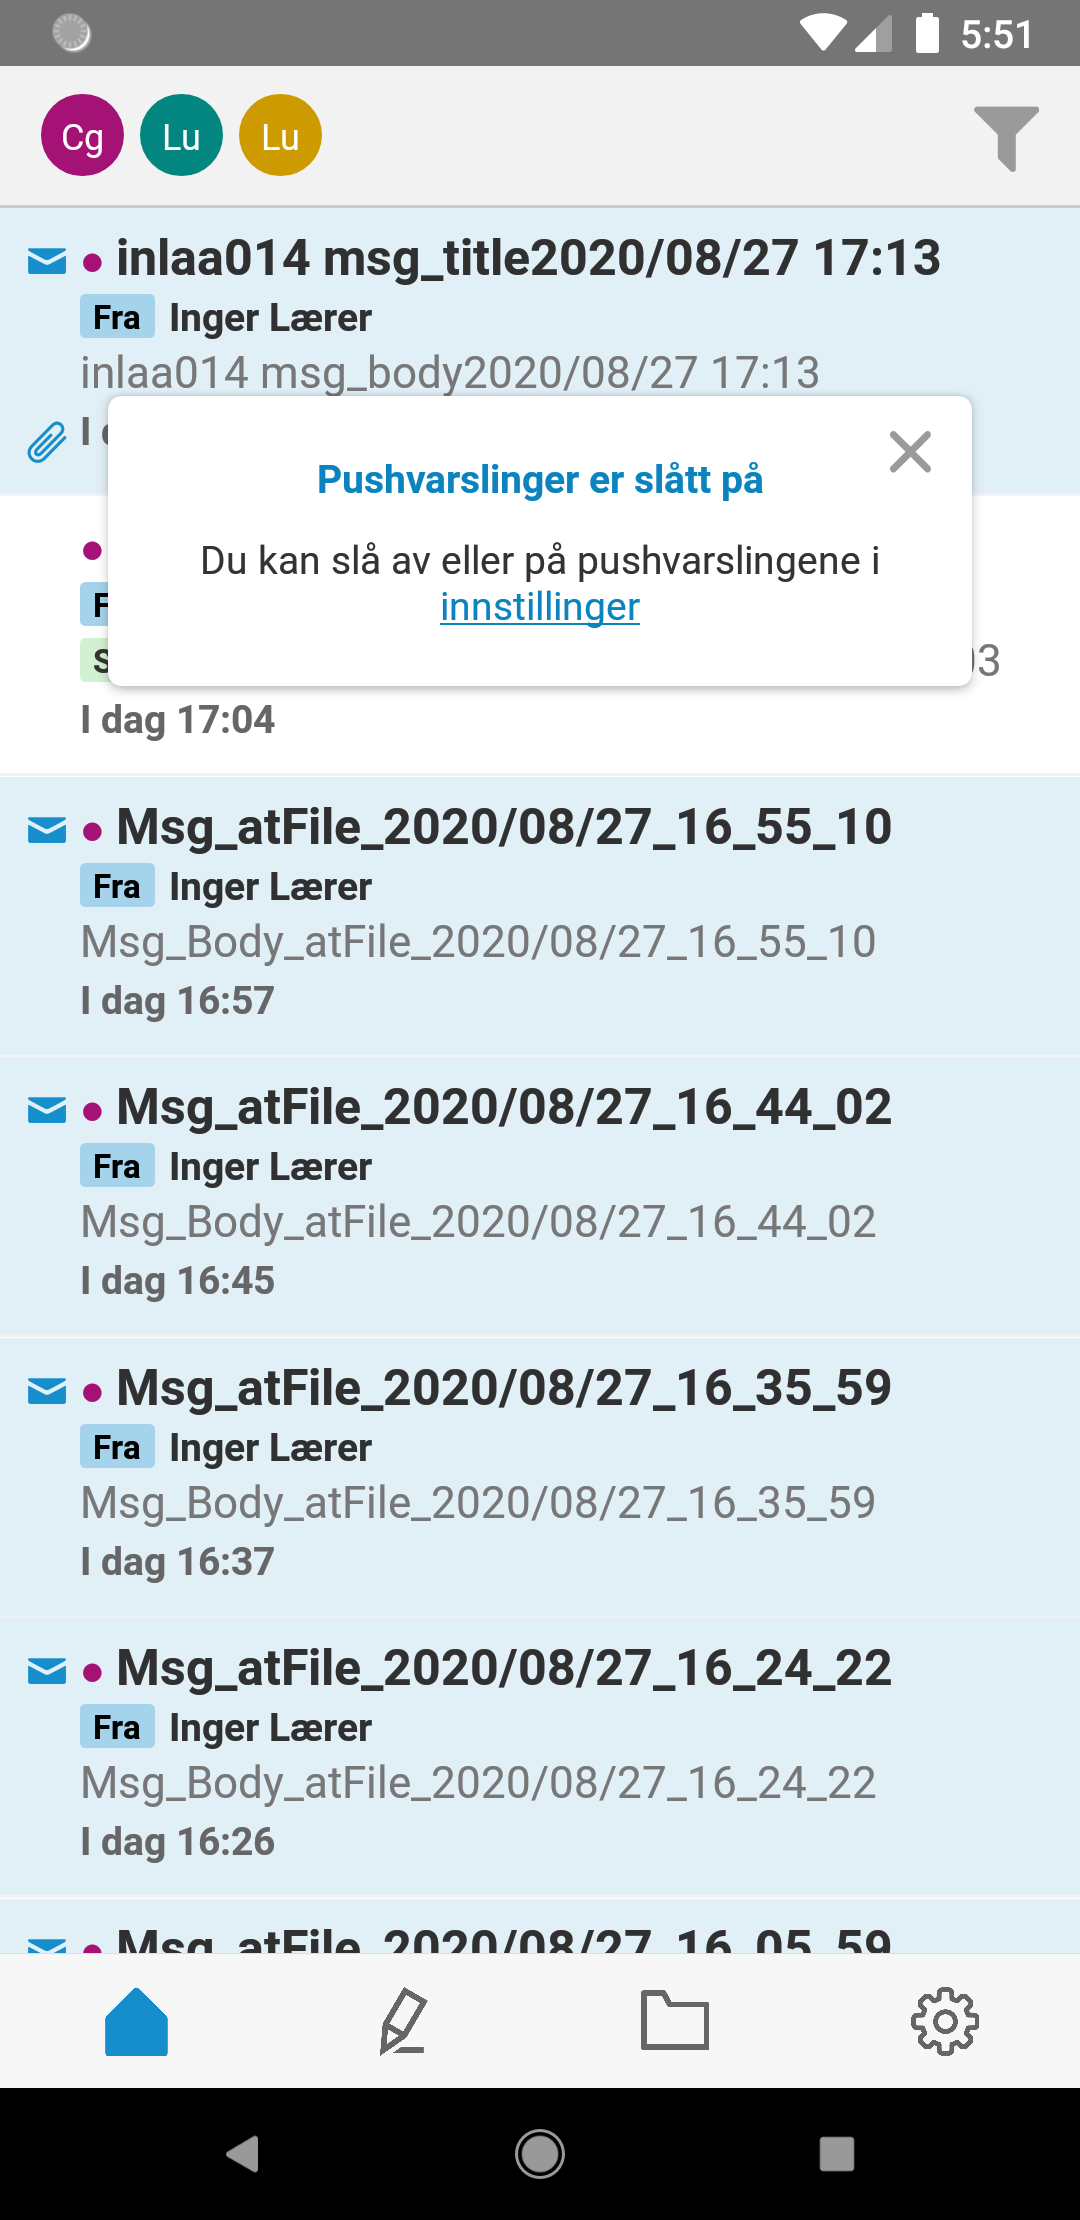 5:51
Cg Lu Lu
inlaa014 msg_title2020/08/27 17:13
Fra Inger Lærer
inlaa014 msg_body2020/08/27 17:13
I
Pushvarslinger er slått på
Du kan slå av eller på pushvarslingene i
innstillinger
F
S
3
I dag 17:04
Msg_atFile_2020/08/27_16_55_10
Fra Inger Lærer
Msg_Body_atFile_2020/08/27_16_55_10
I dag 16:57
Msg_atFile_2020/08/27_16_44_02
Fra Inger Lærer
Msg_Body_atFile_2020/08/27_16_44_02
I dag 16:45
Msg_atFile_2020/08/27_16_35_59
Fra Inger Lærer
Msg_Body_atFile_2020/08/27_16_35_59
I dag 16:37
Msg_atFile_2020/08/27_16_24_22
Fra Inger Lærer
Msg_Body_atFile_2020/08/27_16_24_22
I dag 16:26
Msg_atFile_2020/08/27_16_05_59